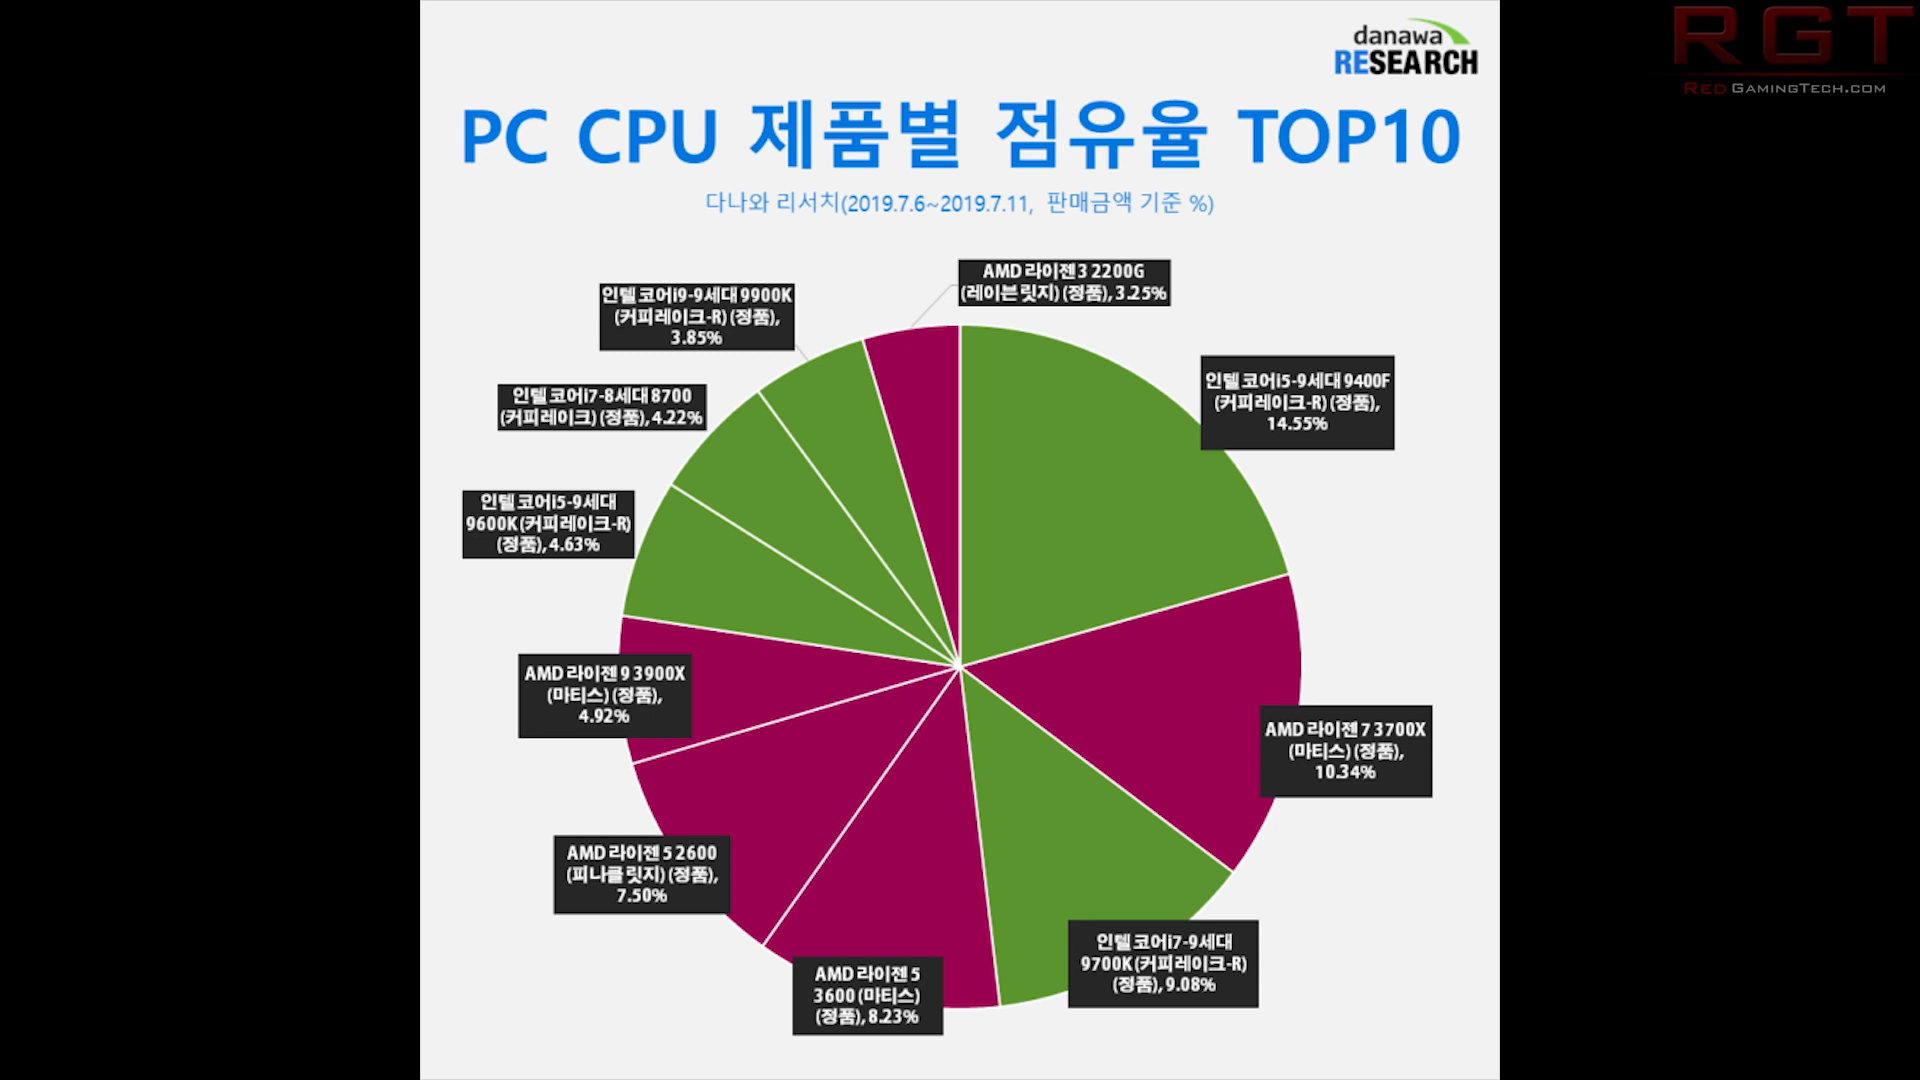 danawa
RESEARCH
RGT
RedGamingTech.com
PC CPU 제품별 점유율 TOP10
다나와 리서치(2019.7.6~2019.7.11, 판매금액 기준 %)
AMD 라이젠3 2200G
(레이븐 릿지) (정품), 3.25%
인텔 코어i5-9세대 9400F
(커피레이크-R) (정품),
14.55%
AMD 라이젠 7 3700X
(마티스) (정품),
10.34%
인텔 코어i7-9세대
9700K(커피레이크-R)
(정품), 9.08%
AMD 라이젠 5
3600 (마티스)
(정품), 8.23%
AMD 라이젠 5 2600
(피나클 릿지) (정품),
7.50%
AMD 라이젠 9 3900X
(마티스) (정품),
4.92%
인텔 코어i5-9세대
9600K(커피레이크-R)
(정품), 4.63%
인텔 코어i7-8세대 8700
(커피레이크) (정품), 4.22%
인텔 코어i9-9세대 9900K
(커피레이크-R) (정품),
3.85%